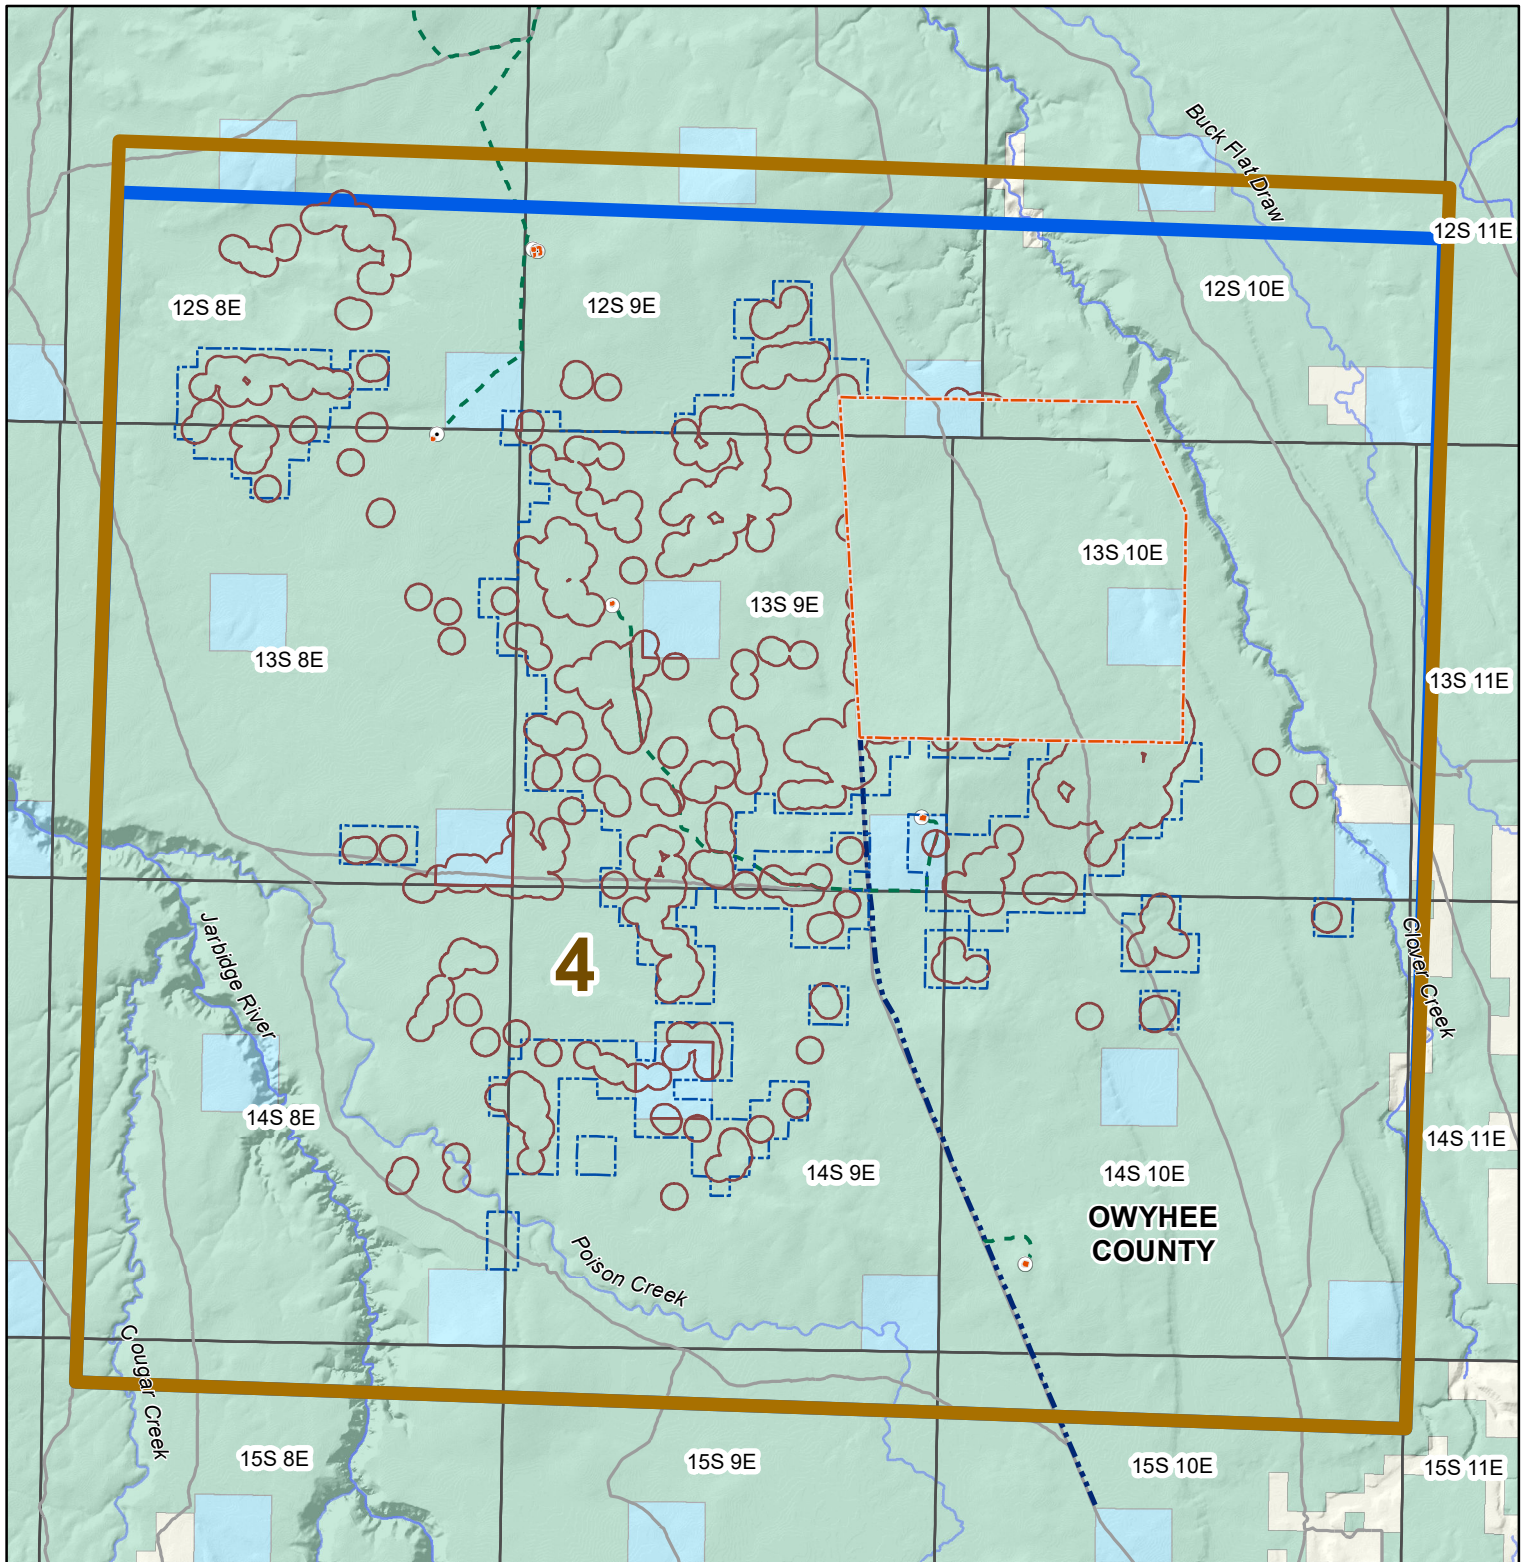 Buck Flat Draw
12S 11E
12S 8E
12S 9E
12S 10E
13S 10E
13S 9E
13S 8E
13S 11E
Jarbidge River
4
Clover Creek
14S 8E
14S 11E
14S 9E
14S 10E
OWYHEE
COUNTY
Poison Creek
Cougar Creek
15S 8E
15S 9E
15S 10E
15S 11E